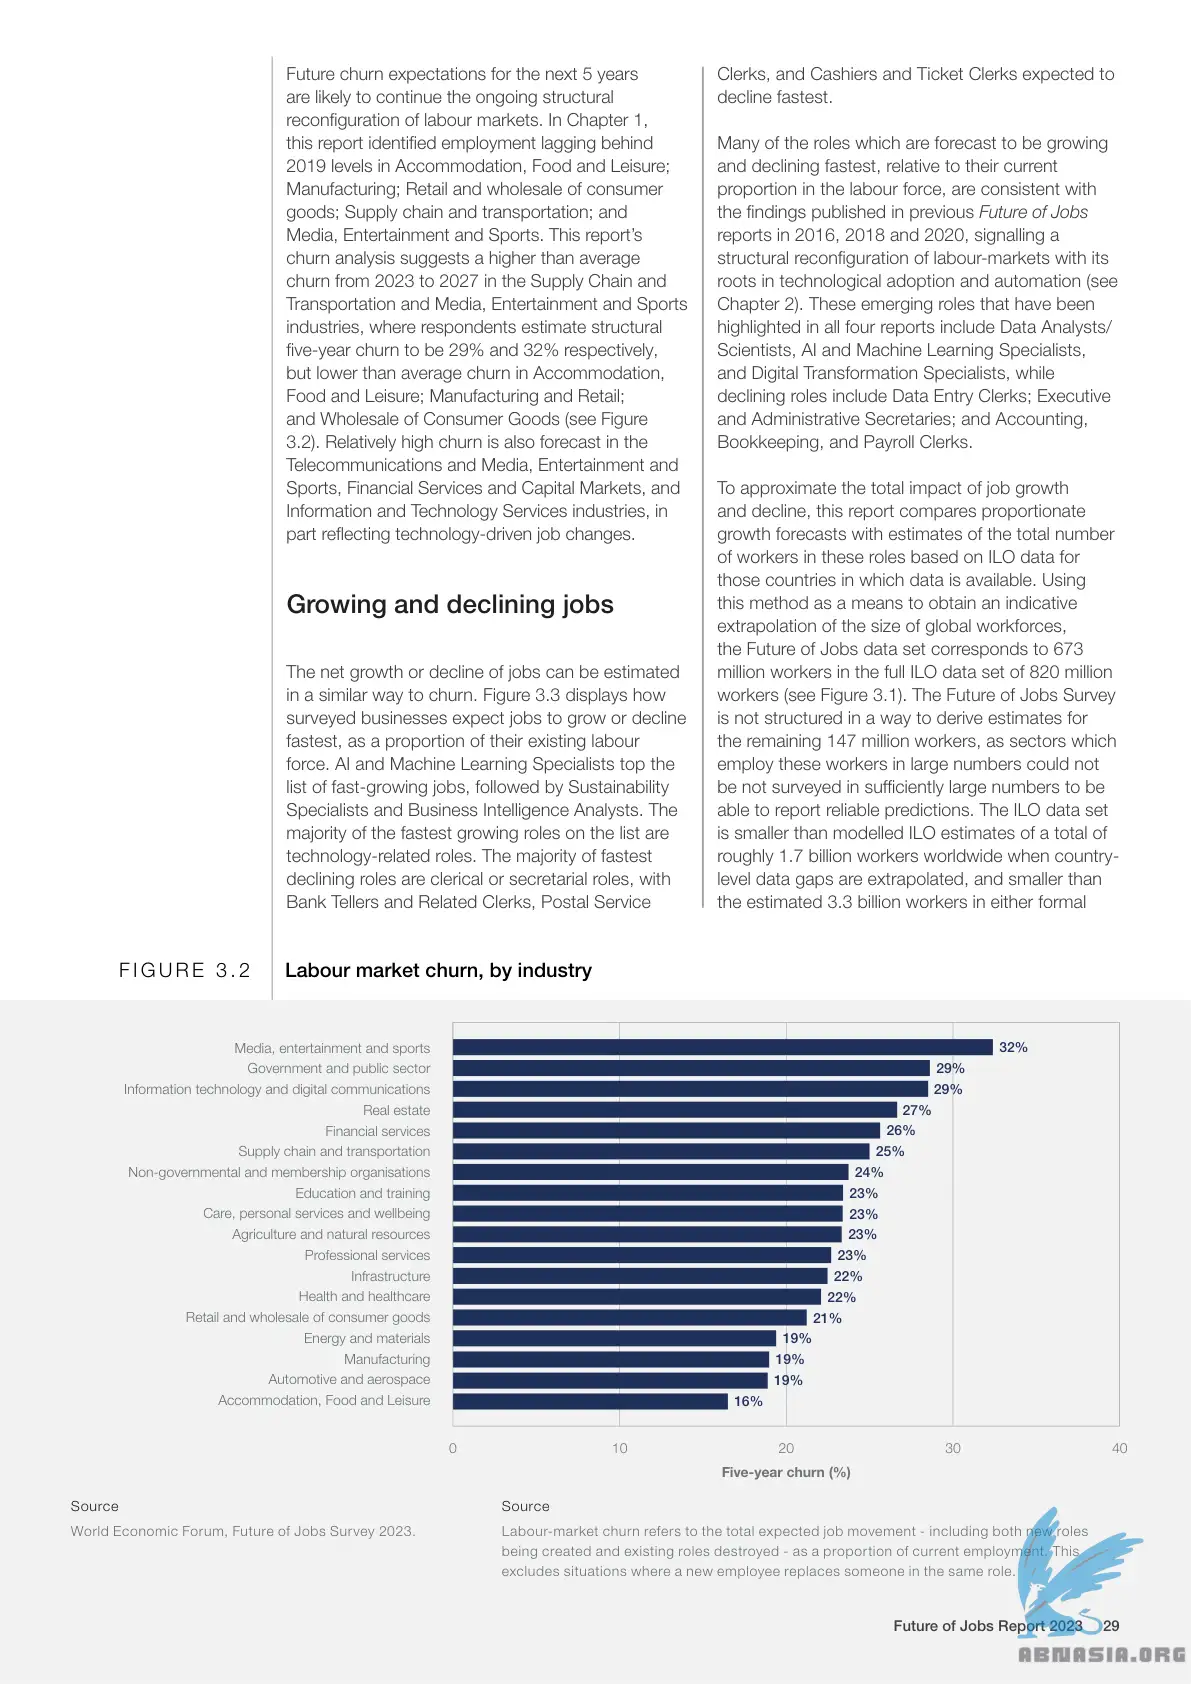 Future churn expectations for the next 5 years
are likely to continue the ongoing structural
reconfiguration of labour markets. In Chapter 1,
this report identified employment lagging behind
2019 levels in Accommodation, Food and Leisure;
Manufacturing; Retail and wholesale of consumer
goods; Supply chain and transportation; and
Media, Entertainment and Sports. This report’s
churn analysis suggests a higher than average
churn from 2023 to 2027 in the Supply Chain and
Transportation and Media, Entertainment and Sports
industries, where respondents estimate structural
five-year churn to be 29% and 32% respectively,
but lower than average churn in Accommodation,
Food and Leisure; Manufacturing and Retail;
and Wholesale of Consumer Goods (see Figure
3.2). Relatively high churn is also forecast in the
Telecommunications and Media, Entertainment and
Sports, Financial Services and Capital Markets, and
Information and Technology Services industries, in
part reflecting technology-driven job changes.
Growing and declining jobs
The net growth or decline of jobs can be estimated
in a similar way to churn. Figure 3.3 displays how
surveyed businesses expect jobs to grow or decline
fastest, as a proportion of their existing labour
force. AI and Machine Learning Specialists top the
list of fast-growing jobs, followed by Sustainability
Specialists and Business Intelligence Analysts. The
majority of the fastest growing roles on the list are
technology-related roles. The majority of fastest
declining roles are clerical or secretarial roles, with
Bank Tellers and Related Clerks, Postal Service
Clerks, and Cashiers and Ticket Clerks expected to
decline fastest.
Many of the roles which are forecast to be growing
and declining fastest, relative to their current
proportion in the labour force, are consistent with
the findings published in previous Future of Jobs
reports in 2016, 2018 and 2020, signalling a
structural reconfiguration of labour-markets with its
roots in technological adoption and automation (see
Chapter 2). These emerging roles that have been
highlighted in all four reports include Data Analysts/
Scientists, AI and Machine Learning Specialists,
and Digital Transformation Specialists, while
declining roles include Data Entry Clerks; Executive
and Administrative Secretaries; and Accounting,
Bookkeeping, and Payroll Clerks.
To approximate the total impact of job growth
and decline, this report compares proportionate
growth forecasts with estimates of the total number
of workers in these roles based on ILO data for
those countries in which data is available. Using
this method as a means to obtain an indicative
extrapolation of the size of global workforces,
the Future of Jobs data set corresponds to 673
million workers in the full ILO data set of 820 million
workers (see Figure 3.1). The Future of Jobs Survey
is not structured in a way to derive estimates for
the remaining 147 million workers, as sectors which
employ these workers in large numbers could not
be not surveyed in sufficiently large numbers to be
able to report reliable predictions. The ILO data set
is smaller than modelled ILO estimates of a total of
roughly 1.7 billion workers worldwide when country-
level data gaps are extrapolated, and smaller than
the estimated 3.3 billion workers in either formal
FIGURE 3.2 Labour market churn, by industry
Media, entertainment and sports 32%
Government and public sector 29%
Information technology and digital communications 29%
Real estate 27%
Financial services 26%
Supply chain and transportation 25%
Non-governmental and membership organisations 24%
Education and training 23%
Care, personal services and wellbeing 23%
Agriculture and natural resources 23%
Professional services 23%
Infrastructure 22%
Health and healthcare 22%
Retail and wholesale of consumer goods 21%
Energy and materials 19%
Manufacturing 19%
Automotive and aerospace 19%
Accommodation, Food and Leisure 16%
0 10 20 30 40
Five-year churn (%)
Source
World Economic Forum, Future of Jobs Survey 2023.
Source
Labour-market churn refers to the total expected job movement - including both new roles
being created and existing roles destroyed - as a proportion of current employment. This
excludes situations where a new employee replaces someone in the same role.
Future of Jobs Report 2023 29
ABNASIA.ORG